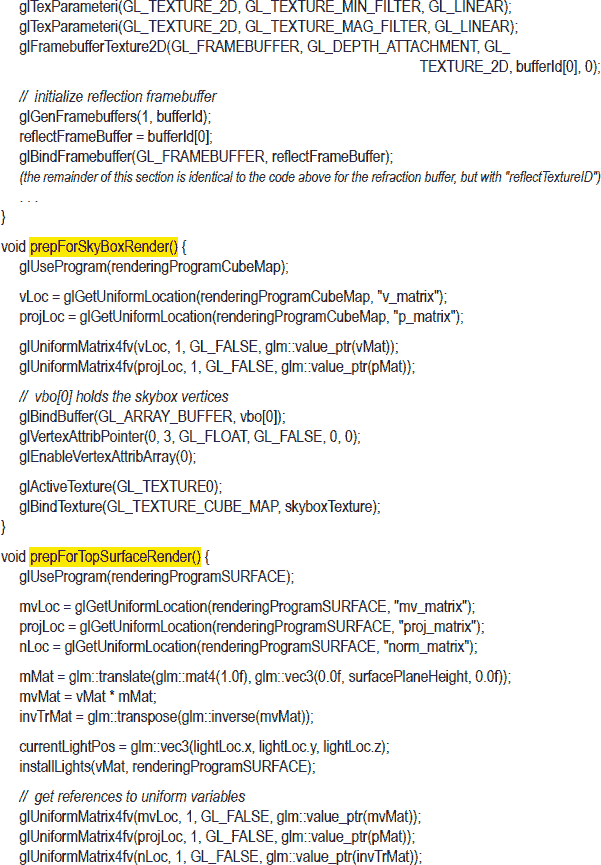 glTexParameteri(GL_TEXTURE_2D, GL_TEXTURE_MIN_FILTER, GL_LINEAR);
glTexParameteri(GL_TEXTURE_2D, GL_TEXTURE_MAG_FILTER, GL_LINEAR);
glFramebufferTexture2D(GL_FRAMEBUFFER, GL_DEPTH_ATTACHMENT, GL_
TEXTURE_2D, bufferId[0], 0);
// initialize reflection framebuffer
glGenFramebuffers(1, bufferId);
reflectFrameBuffer = bufferId[0];
glBindFramebuffer(GL_FRAMEBUFFER, reflectFrameBuffer);
(the remainder of this section is identical to the code above for the refraction buffer, but with "reflectTextureID")
. . .
}
void prepForSkyBoxRender() {
glUseProgram(renderingProgramCubeMap);
vLoc = glGetUniformLocation(renderingProgramCubeMap, "v_matrix");
projLoc = glGetUniformLocation(renderingProgramCubeMap, "p_matrix");
glUniformMatrix4fv(vLoc, 1, GL_FALSE, glm::value_ptr(vMat));
glUniformMatrix4fv(projLoc, 1, GL_FALSE, glm::value_ptr(pMat));
// vbo[0] holds the skybox vertices
glBindBuffer(GL_ARRAY_BUFFER, vbo[0]);
glVertexAttribPointer(0, 3, GL_FLOAT, GL_FALSE, 0, 0);
glEnableVertexAttribArray(0);
glActiveTexture(GL_TEXTURE0);
glBindTexture(GL_TEXTURE_CUBE_MAP, skyboxTexture);
}
void prepForTopSurfaceRender() {
glUseProgram(renderingProgramSURFACE);
mvLoc = glGetUniformLocation(renderingProgramSURFACE, "mv_matrix");
projLoc = glGetUniformLocation(renderingProgramSURFACE, "proj_matrix");
nLoc = glGetUniformLocation(renderingProgramSURFACE, "norm_matrix");
mMat = glm::translate(glm::mat4(1.0f), glm::vec3(0.0f, surfacePlaneHeight, 0.0f));
mvMat = vMat * mMat;
invTrMat = glm::transpose(glm::inverse(mvMat));
currentLightPos = glm::vec3(lightLoc.x, lightLoc.y, lightLoc.z);
installLights(vMat, renderingProgramSURFACE);
// get references to uniform variables
glUniformMatrix4fv(mvLoc, 1, GL_FALSE, glm::value_ptr(mvMat));
glUniformMatrix4fv(projLoc, 1, GL_FALSE, glm::value_ptr(pMat));
glUniformMatrix4fv(nLoc, 1, GL_FALSE, glm::value_ptr(invTrMat));